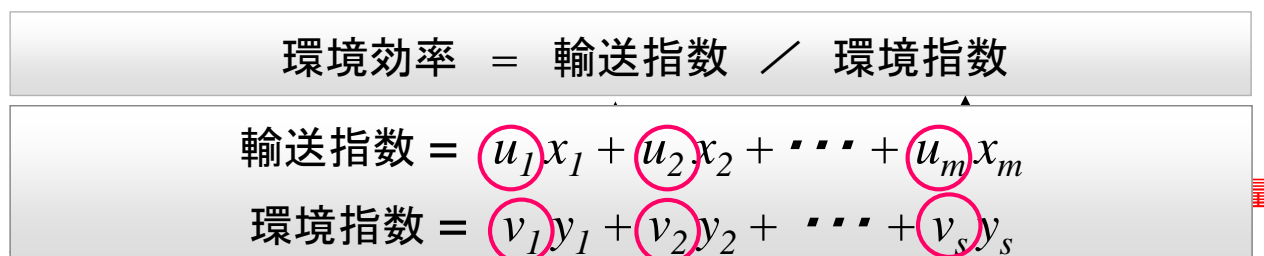 環境効率 = 輸送指数 ／ 環境指数
輸送指数 = u₁x₁ + u₂x₂ + ・・・ + uₘxₘ
環境指数 = v₁y₁ + v₂y₂ + ・・・ + vₛyₛ